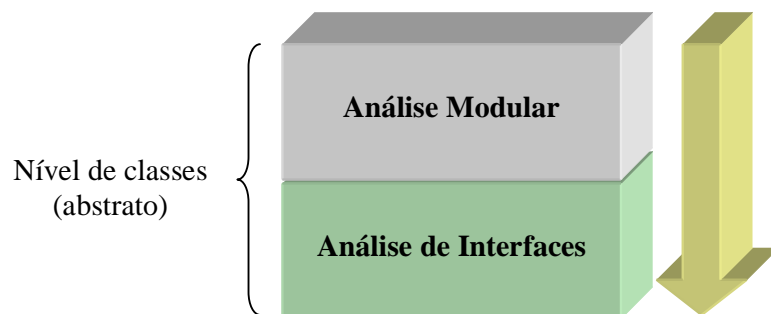 Análise Modular
Nível de classes
(abstrato)
Análise de Interfaces